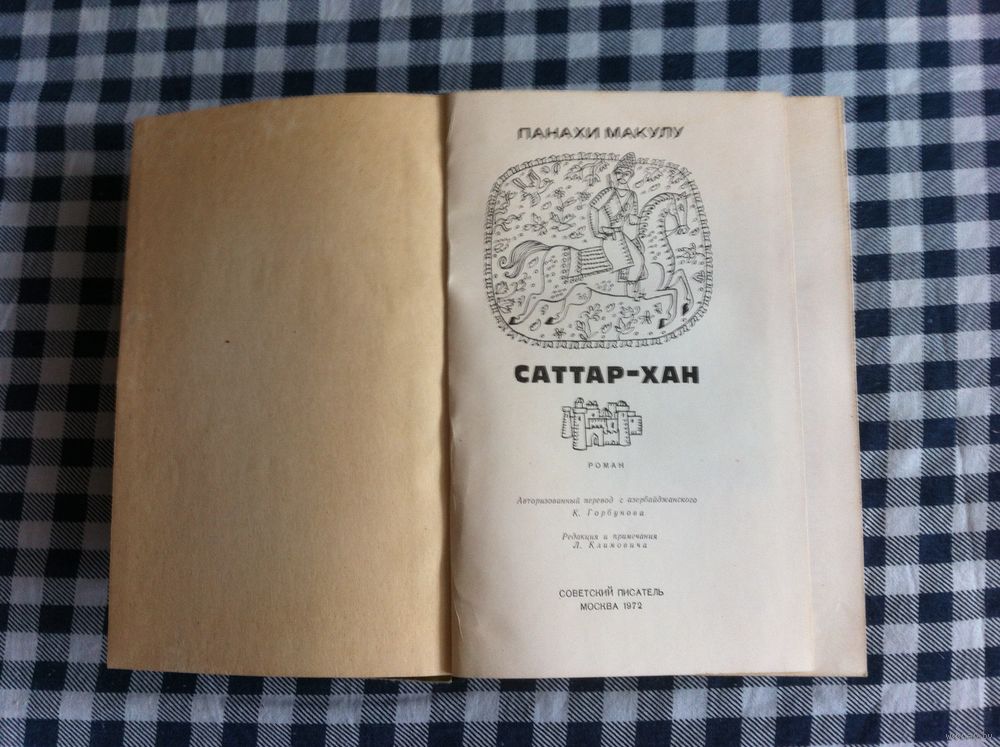 ПАНАХИ МАКУЛУ
САТТАР-ХАН
РОМАН
Авторизованный перевод с азербайджанского
К. Горбунова
Редакция и примечания
Л. Климовича
СОВЕТСКИЙ ПИСАТЕЛЬ
МОСКВА 1972